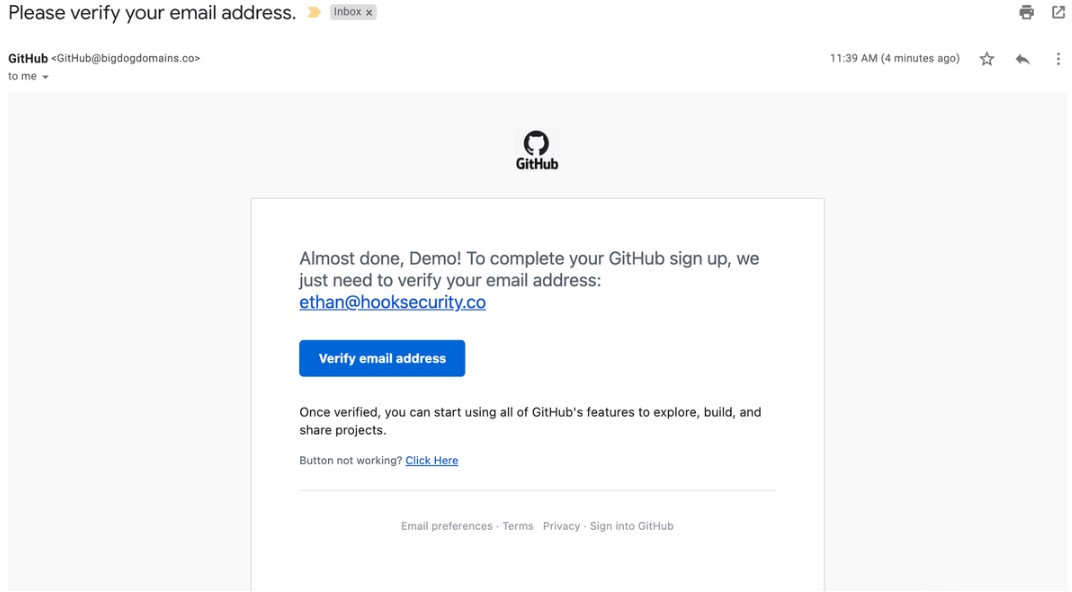 Please verify your email address.
Inbox x
GitHub <GitHub@bigdogdomains.co>
11:39 AM (4 minutes ago)
to me
GitHub
Almost done, Demo! To complete your GitHub sign up, we
just need to verify your email address:
ethan@hooksecurity.co
Verify email address
Once verified, you can start using all of GitHub's features to explore, build, and
share projects.
Button not working? Click Here
Email preferences · Terms Privacy · Sign into GitHub